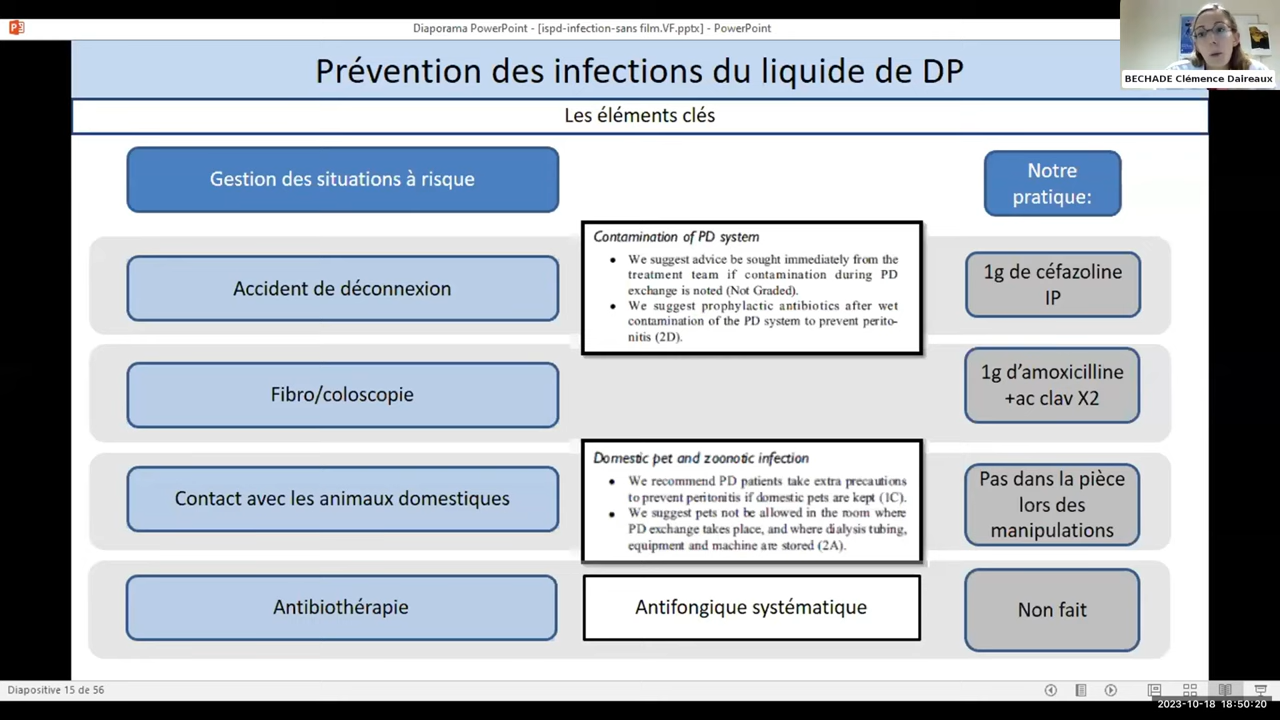 Diaporama PowerPoint - [ispd-infection-sans film.VF.pptx] - PowerPoint
BECHADE Clémence Daireaux
Prévention des infections du liquide de DP
Les éléments clés
Gestion des situations à risque
Notre
pratique:
Accident de déconnexion
Contamination of PD system
• We suggest advice be sought immediately from the
treatment team if contamination during PD
exchange is noted (Not Graded).
• We suggest prophylactic antibiotics after wet
contamination of the PD system to prevent perito-
nitis (2D).
1g de céfazoline
IP
Fibro/coloscopie
1g d’amoxicilline
+ac clav X2
Contact avec les animaux domestiques
Domestic pet and zoonotic infection
• We recommend PD patients take extra precautions
to prevent peritonitis if domestic pets are kept (1C).
• We suggest pets not be allowed in the room where
PD exchange takes place, and where dialysis tubing,
equipment and machine are stored (2A).
Pas dans la pièce
lors des
manipulations
Antibiothérapie
Antifongique systématique
Non fait
Diapositive 15 de 56
2023-10-18 18:50:20